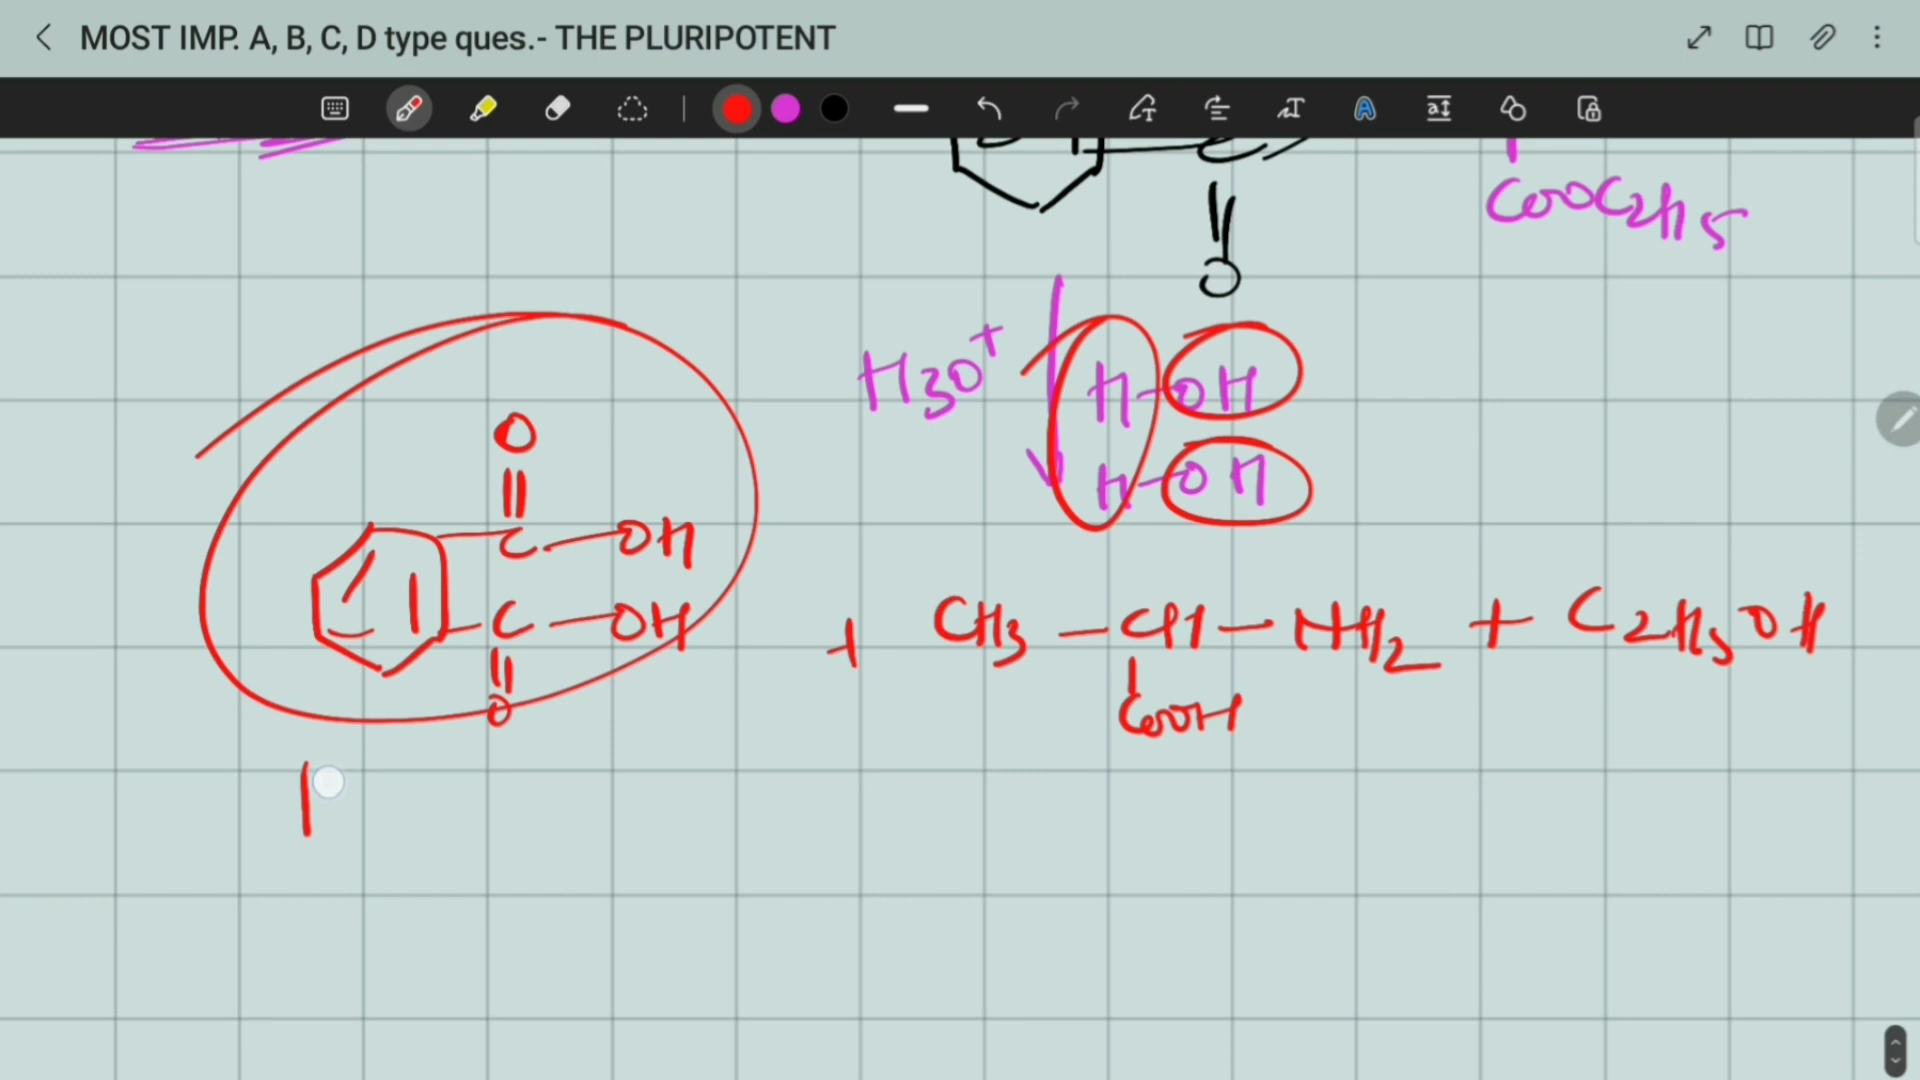 MOST IMP. A, B, C, D type ques.- THE PLURIPOTENT
COOC2H5
O
H3O+
H-OH
H-OH
O
C-OH
C-OH
O
+ CH3-CH-NH2 + C2H5OH
COOH